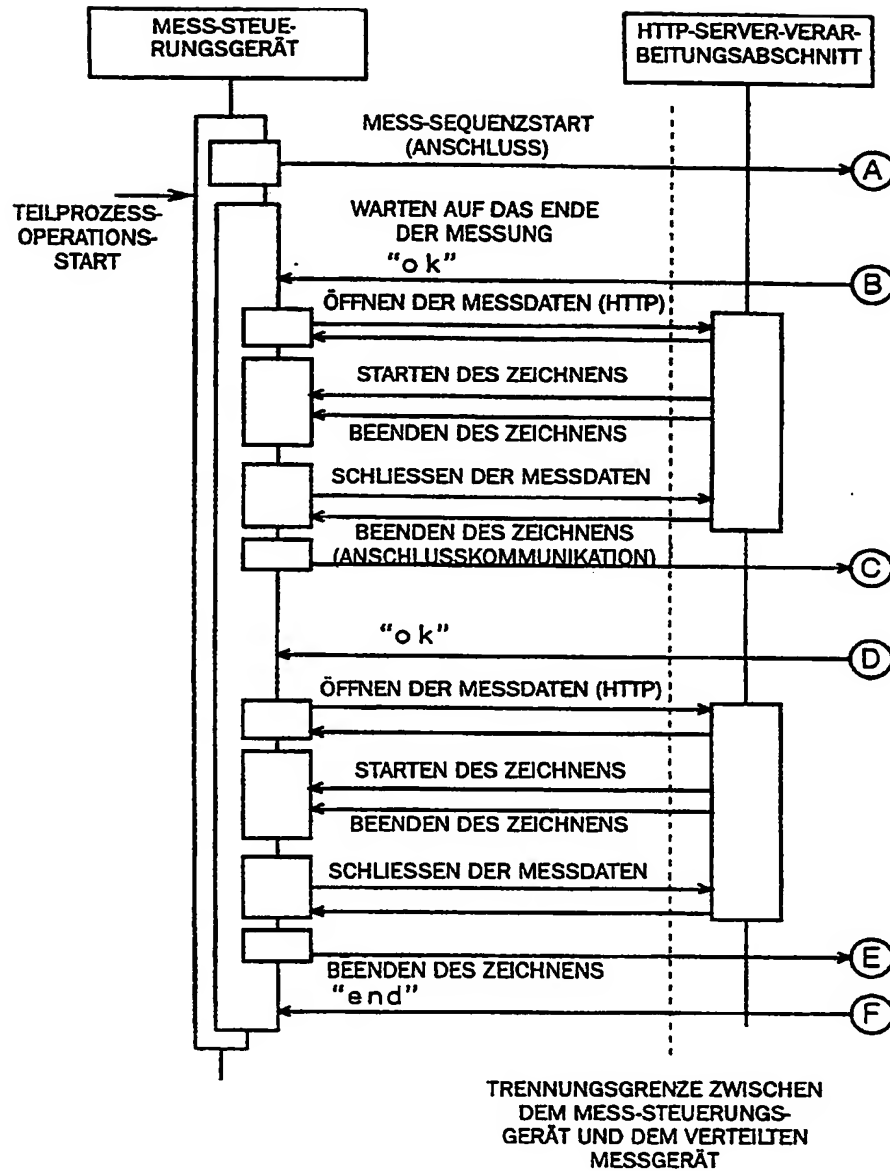 MESS-STEUE-
RUNGSGERÄT
HTTP-SERVER-VERAR-
BEITUNGSABSCHNITT
MESS-SEQUENZSTART
(ANSCHLUSS)
A
TEILPROZESS-
OPERATIONS-
START
WARTEN AUF DAS ENDE
DER MESSUNG
“ok”
B
ÖFFNEN DER MESSDATEN (HTTP)
STARTEN DES ZEICHNENS
BEENDEN DES ZEICHNENS
SCHLIESSEN DER MESSDATEN
BEENDEN DES ZEICHNENS
(ANSCHLUSSKOMMUNIKATION)
C
“ok”
D
ÖFFNEN DER MESSDATEN (HTTP)
STARTEN DES ZEICHNENS
BEENDEN DES ZEICHNENS
SCHLIESSEN DER MESSDATEN
E
BEENDEN DES ZEICHNENS
“end”
F
TRENNUNGSGRENZE ZWISCHEN
DEM MESS-STEUERUNGS-
GERÄT UND DEM VERTEILTEN
MESSGERÄT